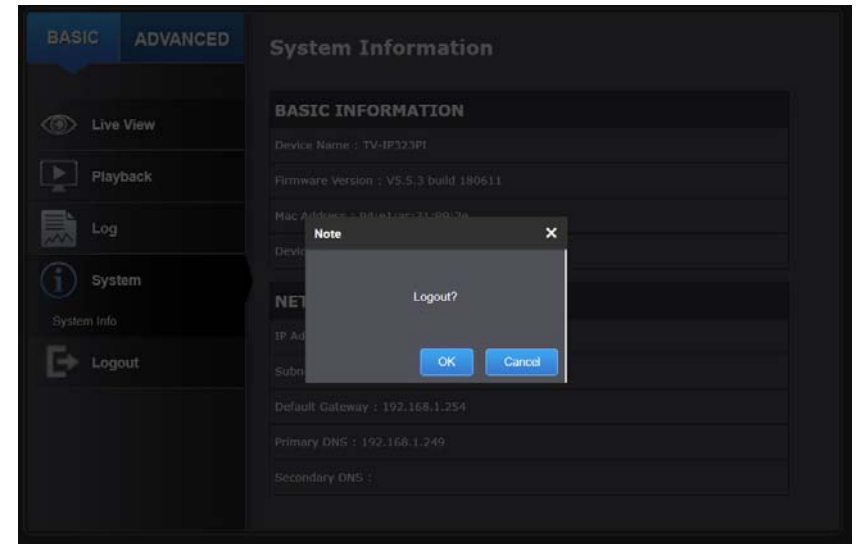 BASIC
ADVANCED
System Information
Live View
Playback
Log
System
System Info
Logout
BASIC INFORMATION
Device Name : TV-IP323PI
Firmware Version : V5.5.3 build 180611
Mac Address :
Note
Logout?
OK
Cancel
Default Gateway : 192.168.1.254
Primary DNS : 192.168.1.249
Secondary DNS :